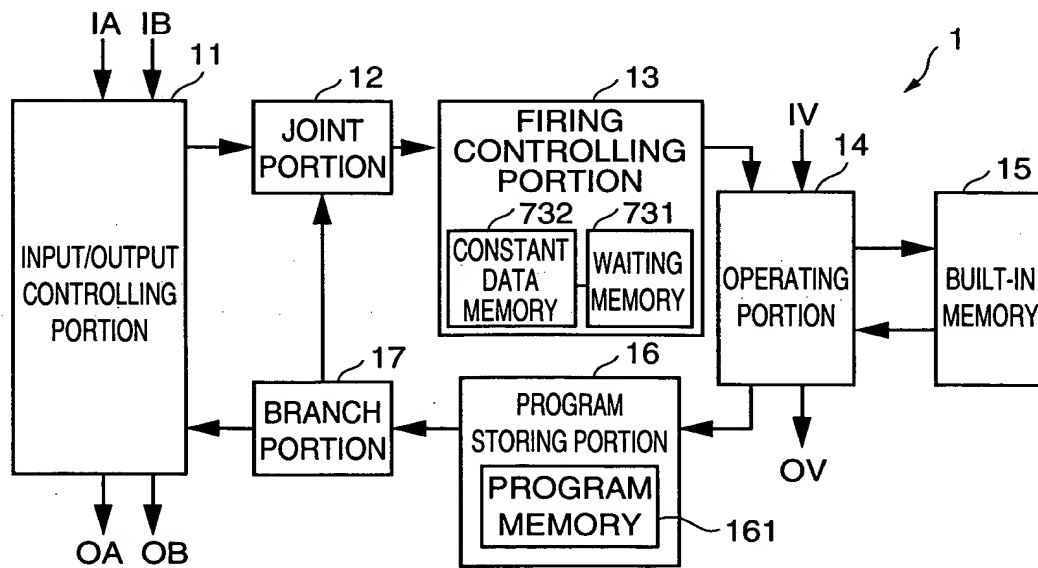 IA IB
11
12
13
1
JOINT
PORTION
FIRING
CONTROLLING
PORTION
IV
14
15
732 731
CONSTANT
DATA
MEMORY
WAITING
MEMORY
INPUT/OUTPUT
CONTROLLING
PORTION
OPERATING
PORTION
BUILT-IN
MEMORY
17
16
BRANCH
PORTION
PROGRAM
STORING PORTION
PROGRAM
MEMORY
161
OV
OA OB